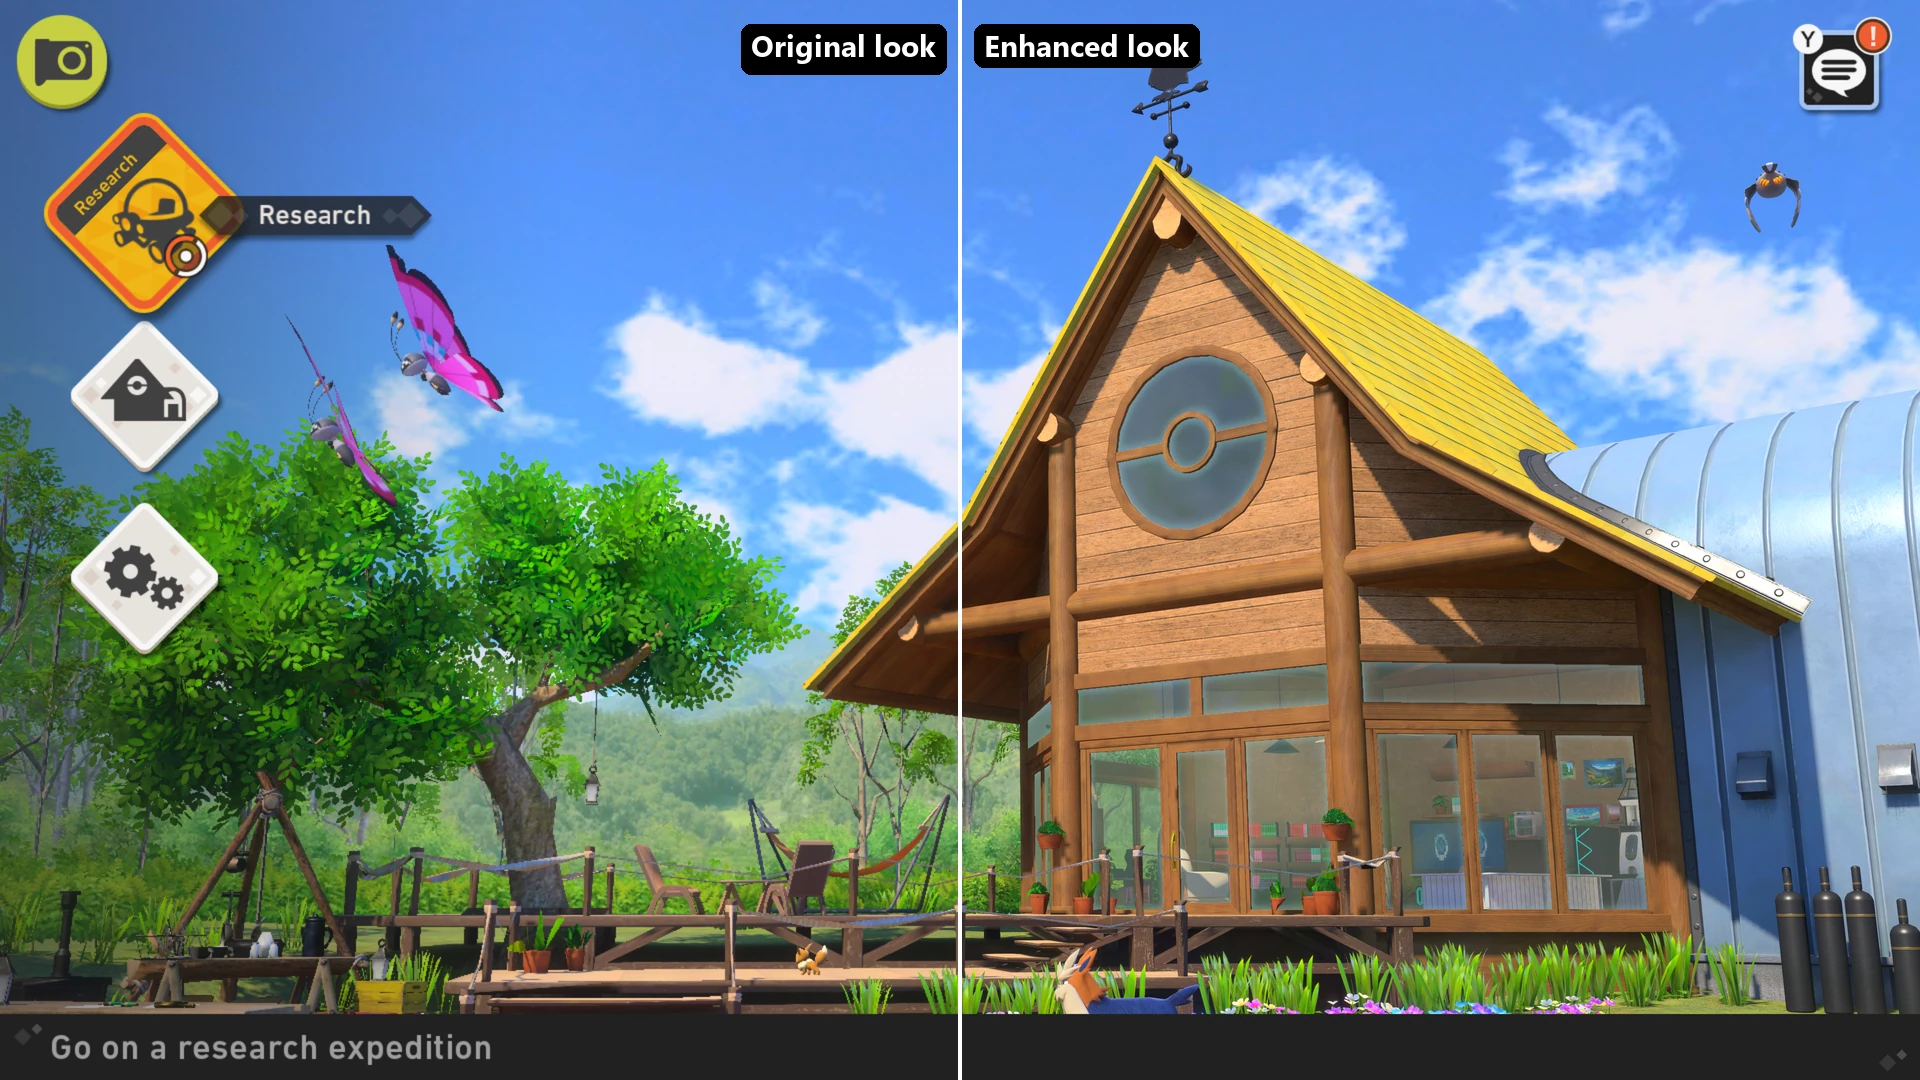 Original look
Enhanced look
Y
!
Research
Research
Go on a research expedition